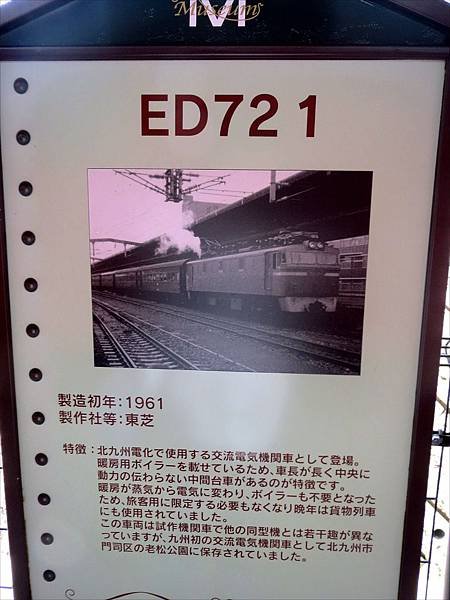 Museum
M
ED72 1
製造初年：1961
製作社等：東芝
特徴：北九州電化で使用する交流電気機関車として登場。
暖房用ボイラーを載せているため、車長が長く中央に
動力の伝わらない中間台車があるのが特徴です。
暖房が蒸気から電気に変わり、ボイラーも不要となった
ため、旅客用に限定する必要もなくなり晩年は貨物列車
にも使用されていました。
この車両は試作機関車で他の同型機とは若干趣が異な
っていますが、九州初の交流電気機関車として北九州市
門司区の老松公園に保存されていました。